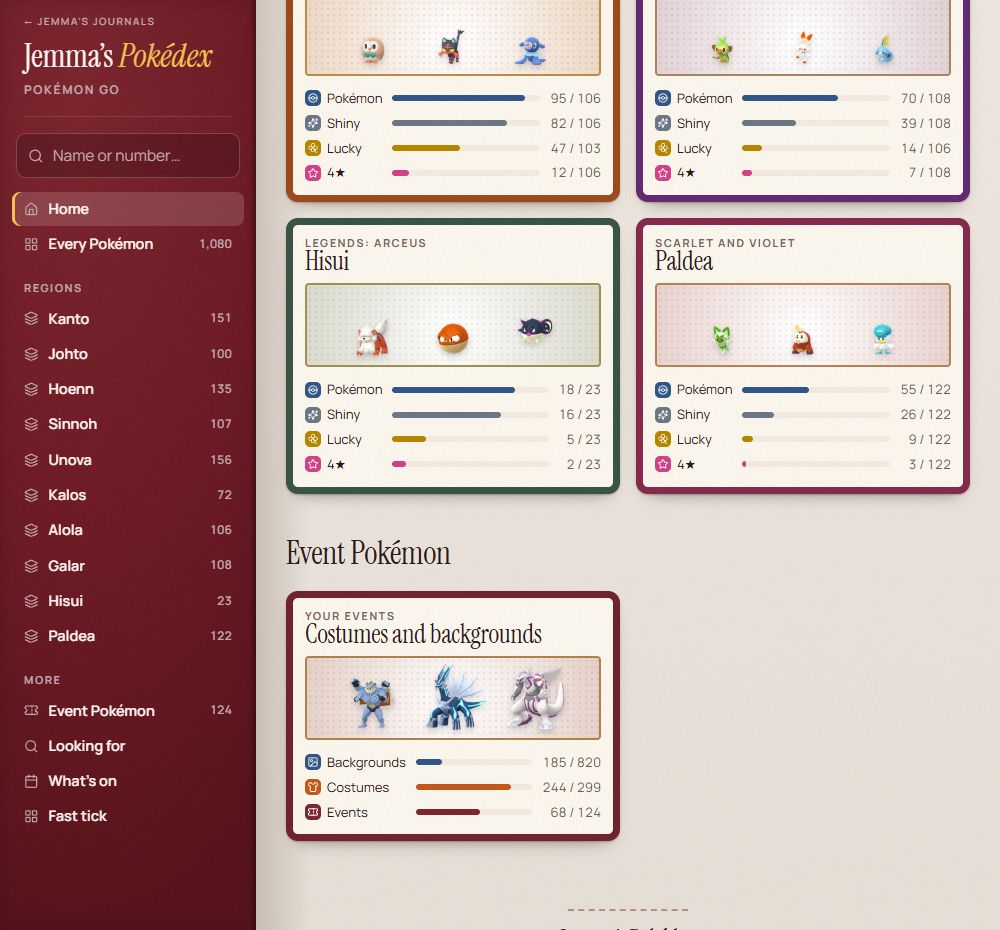 ← JEMMA'S JOURNALS
Jemma's Pokédex
POKÉMON GO
Name or number...
Home
Every Pokémon 1,080
REGIONS
Kanto 151
Johto 100
Hoenn 135
Sinnoh 107
Unova 156
Kalos 72
Alola 106
Galar 108
Hisui 23
Paldea 122
MORE
Event Pokémon 124
Looking for
What's on
Fast tick
Pokémon 95 / 106
Shiny 82 / 106
Lucky 47 / 103
4★ 12 / 106
Pokémon 70 / 108
Shiny 39 / 108
Lucky 14 / 106
4★ 7 / 108
LEGENDS: ARCEUS
Hisui
Pokémon 18 / 23
Shiny 16 / 23
Lucky 5 / 23
4★ 2 / 23
SCARLET AND VIOLET
Paldea
Pokémon 55 / 122
Shiny 26 / 122
Lucky 9 / 122
4★ 3 / 122
Event Pokémon
YOUR EVENTS
Costumes and backgrounds
Backgrounds 185 / 820
Costumes 244 / 299
Events 68 / 124